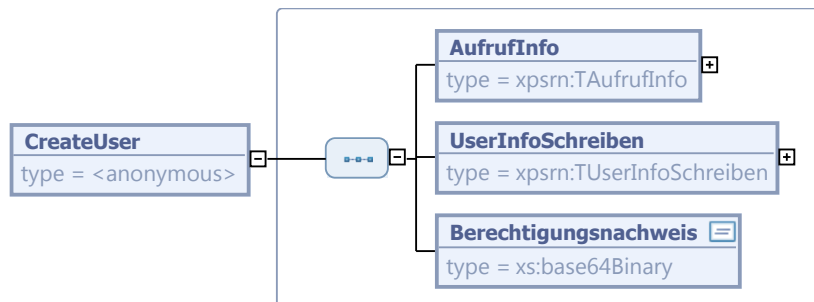 AufrufInfo
type = xpsrn:TAufrufInfo
CreateUser
type = <anonymous>
UserInfoSchreiben
type = xpsrn:TUserInfoSchreiben
Berechtigungsnachweis
type = xs:base64Binary